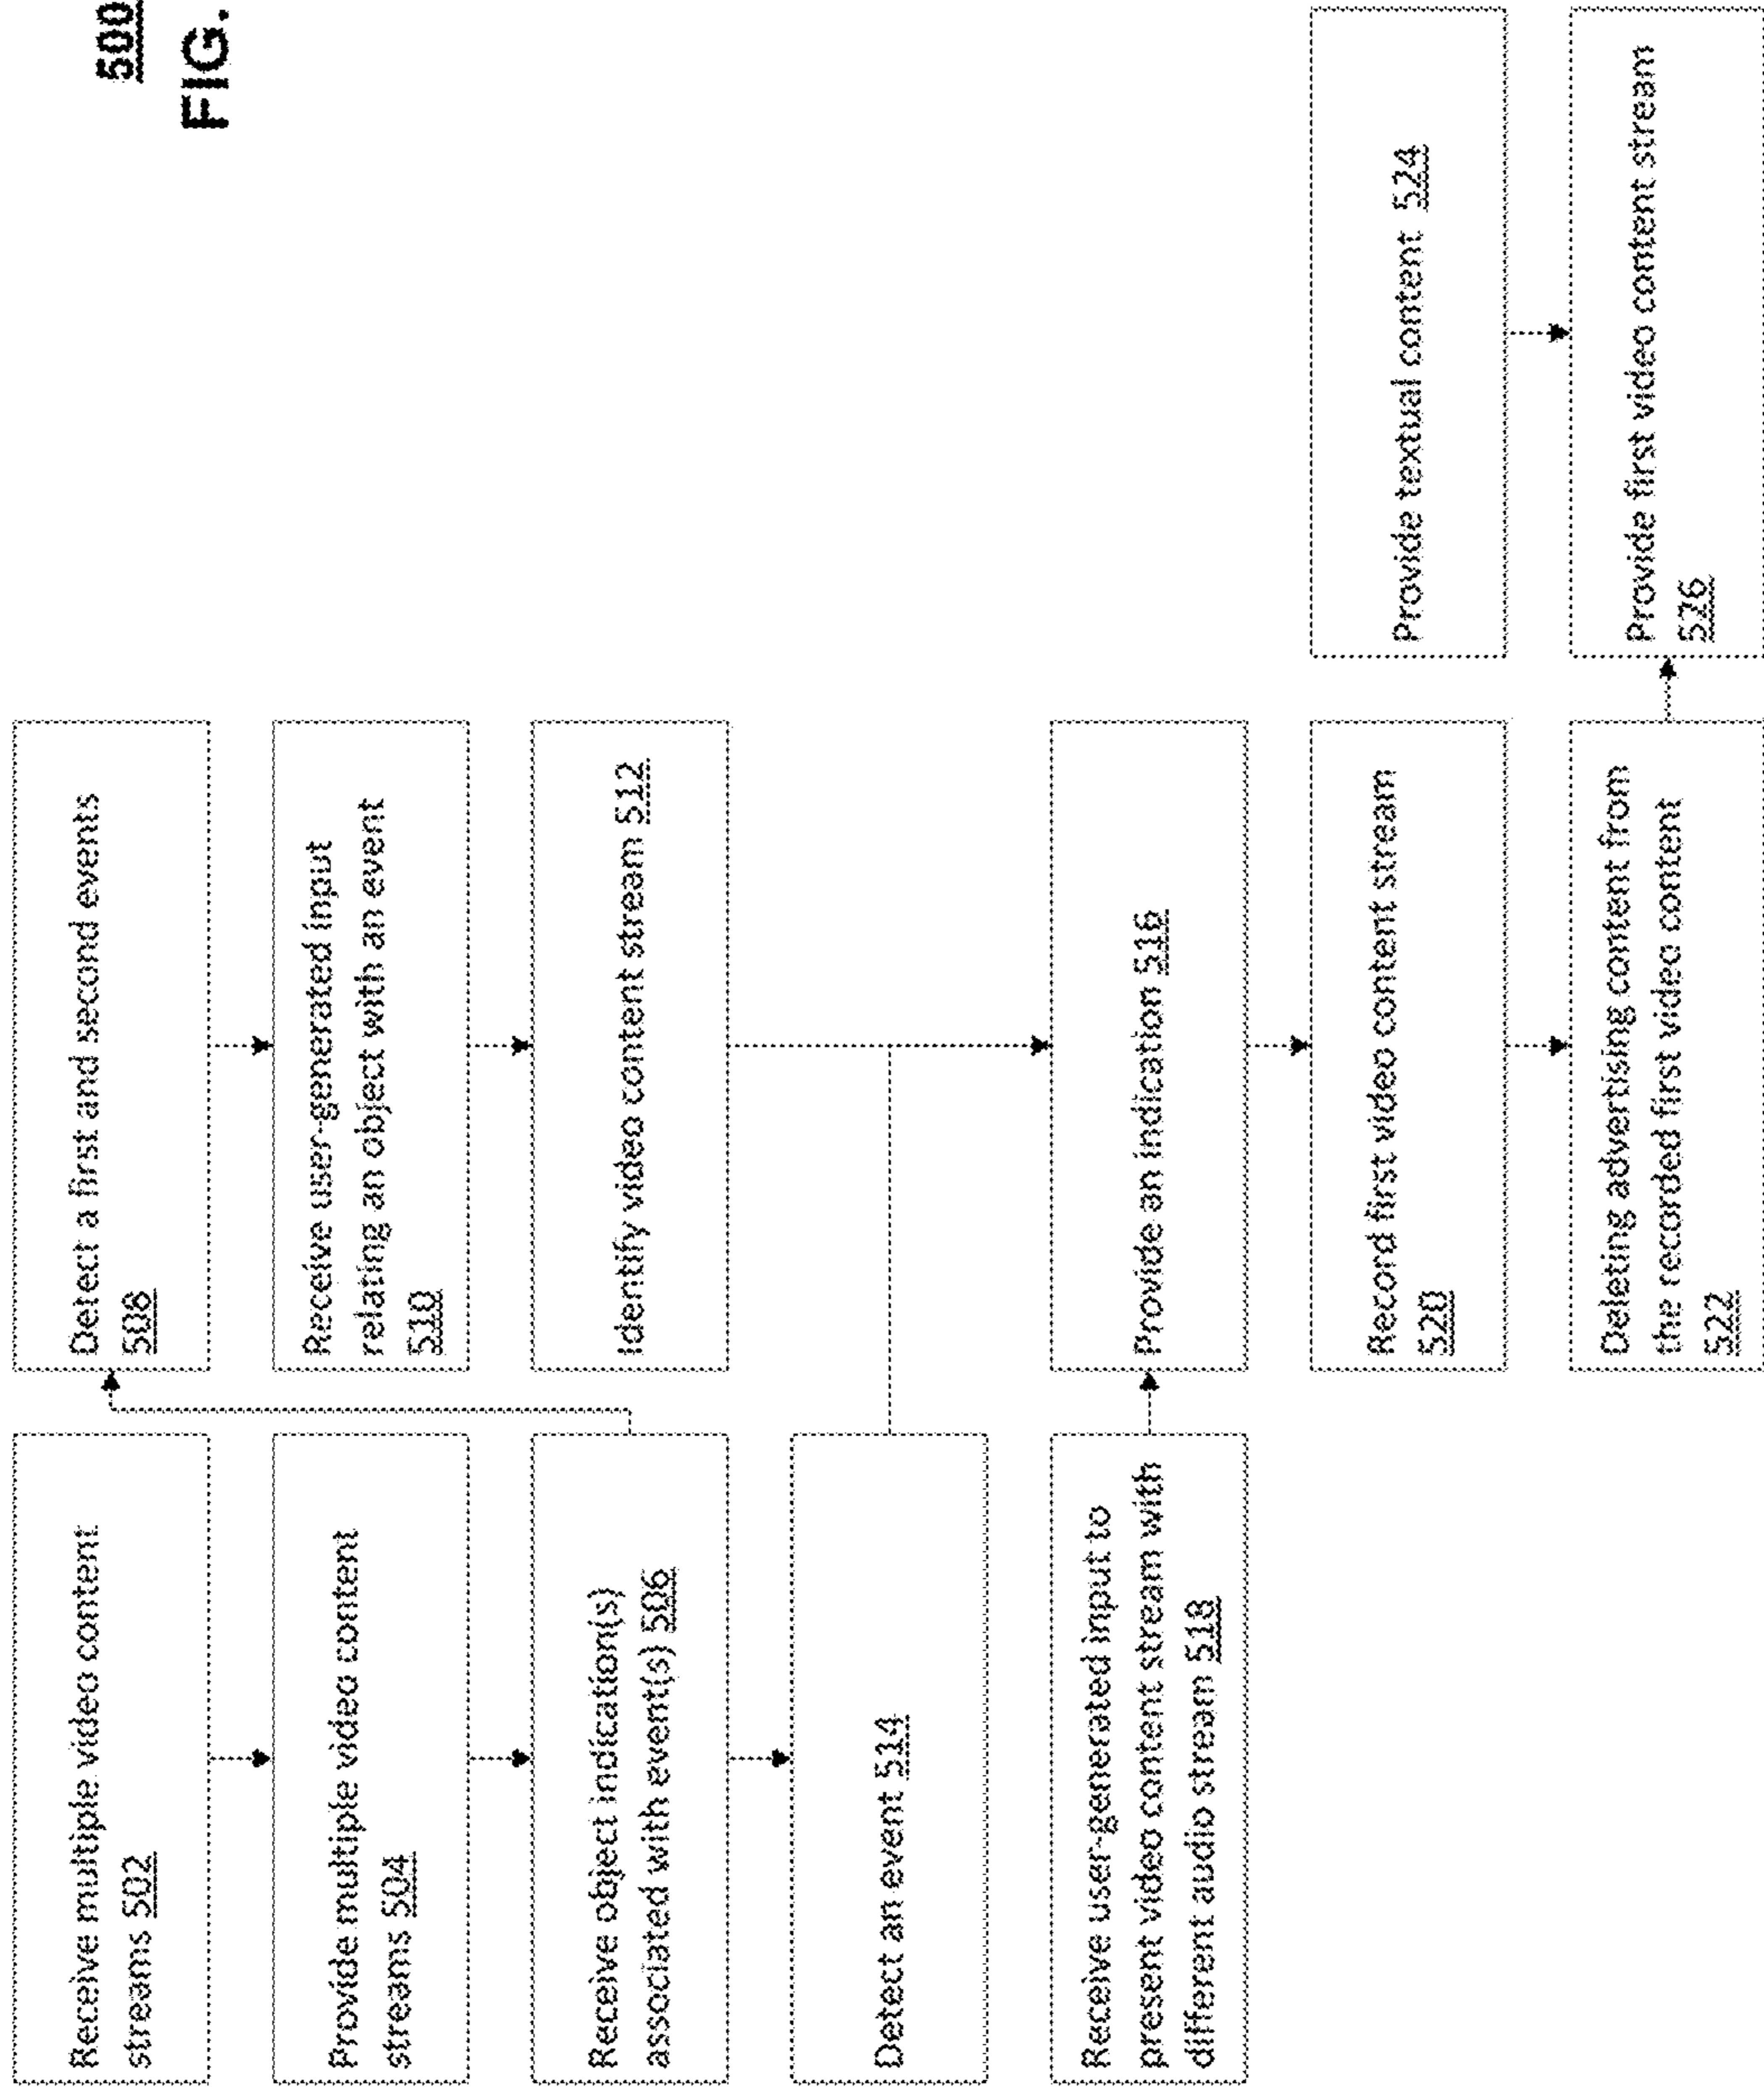 500
FIG.
Receive multiple video content
streams 502
Provide multiple video content
streams 504
Receive object indication(s)
associated with event(s) 506
Detect an event 514
Receive user-generated input to
present video content stream with
different audio stream 518
Detect a first and second events
508
Receive user-generated input
relating an object with an event
510
Identify video content stream 512
Provide an indication 516
Record first video content stream
520
Deleting advertising content from
the recorded first video content
522
Provide textual content 524
Provide first video content stream
526